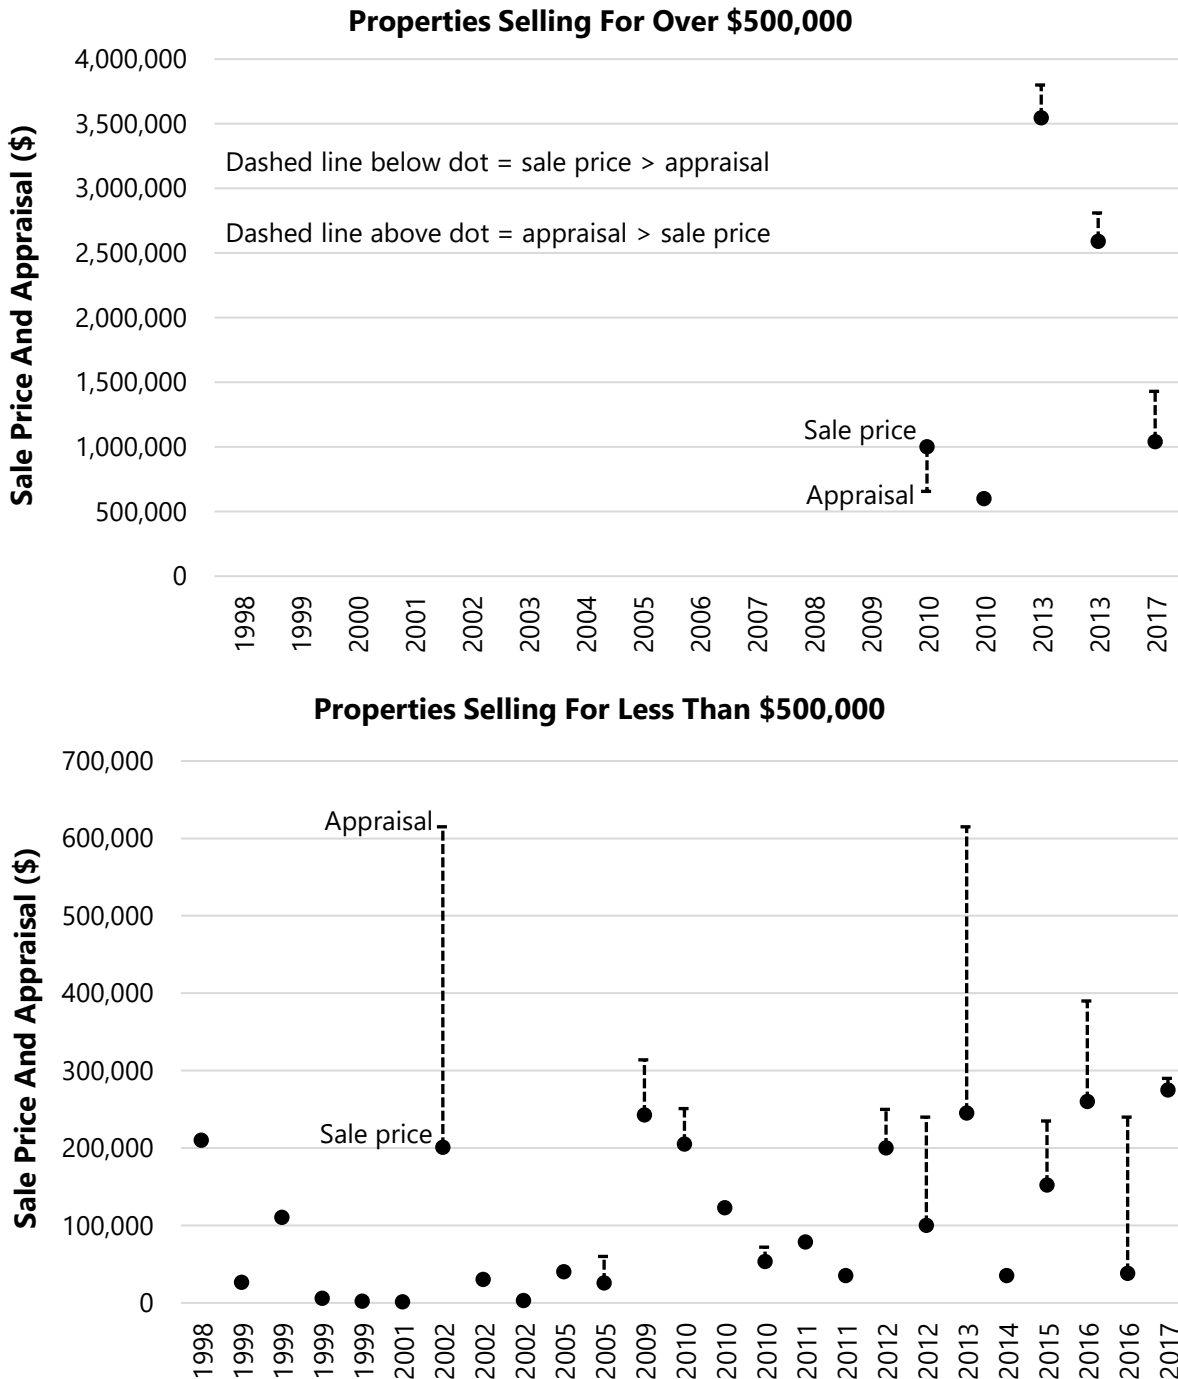 Properties Selling For Over $500,000
Sale Price And Appraisal ($)
4,000,000
3,500,000
Dashed line below dot = sale price > appraisal
3,000,000
Dashed line above dot = appraisal > sale price
2,500,000
2,000,000
1,500,000
Sale price
1,000,000
Appraisal
500,000
0
1998 1999 2000 2001 2002 2003 2004 2005 2006 2007 2008 2009 2010 2010 2013 2013 2017
Properties Selling For Less Than $500,000
Sale Price And Appraisal ($)
700,000
Appraisal
600,000
500,000
400,000
300,000
Sale price
200,000
100,000
0
1998 1999 1999 1999 1999 2001 2002 2002 2002 2005 2005 2009 2010 2010 2010 2011 2011 2012 2012 2013 2014 2015 2016 2016 2017